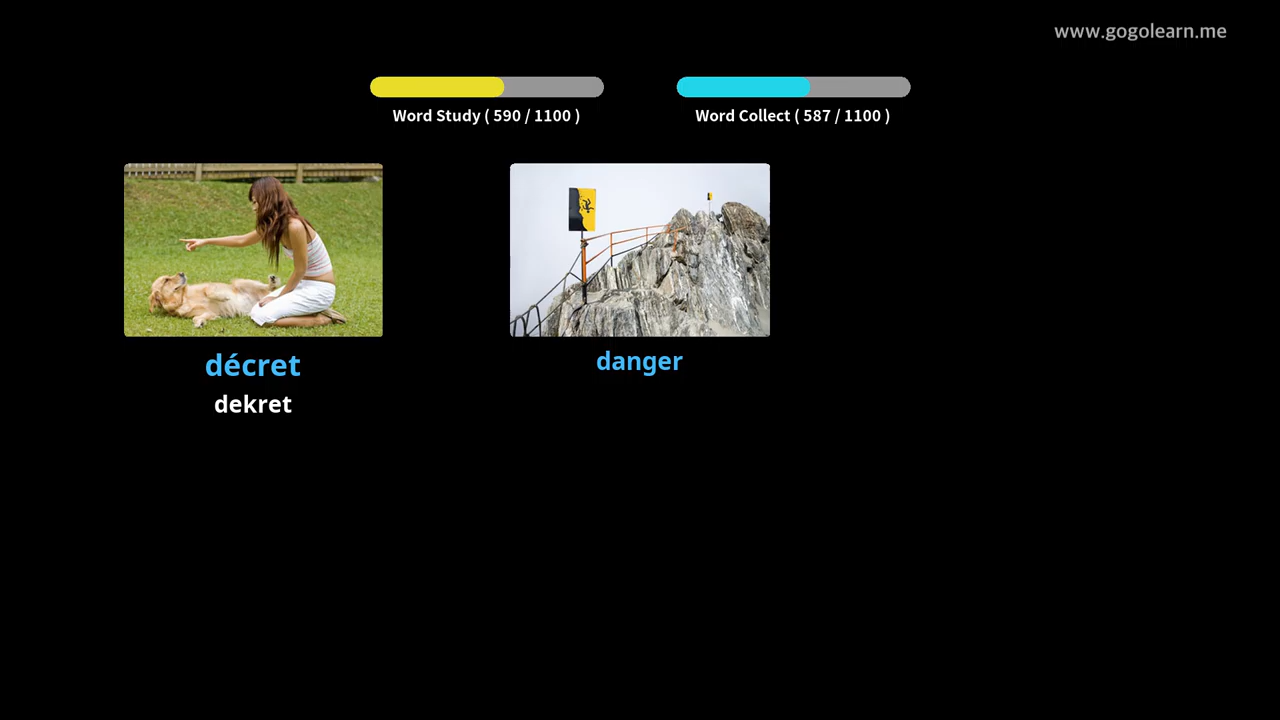 www.gogolearn.me
Word Study ( 590 / 1100 )
Word Collect ( 587 / 1100 )
décret
dekret
danger